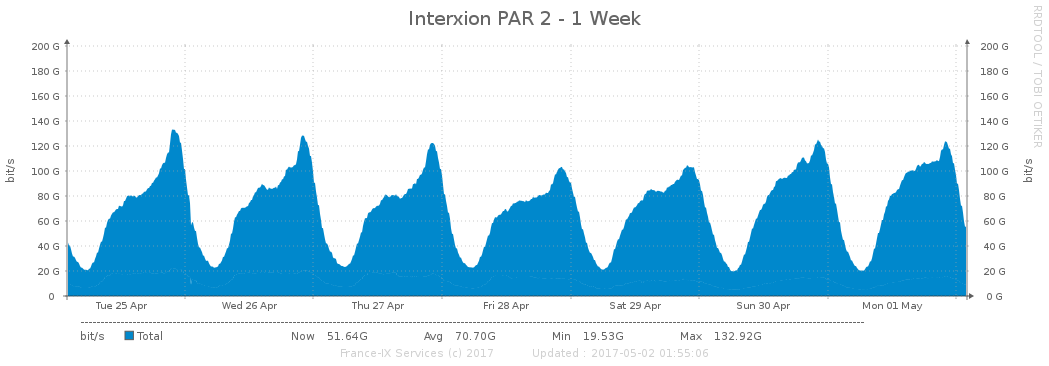 Interxion PAR 2 - 1 Week
RRDTOOL / TOBI OETIKER
200 G 200 G
180 G 180 G
160 G 160 G
140 G 140 G
120 G 120 G
100 G 100 G
80 G 80 G
60 G 60 G
40 G 40 G
20 G 20 G
0 0 G
bit/s bit/s
Tue 25 Apr Wed 26 Apr Thu 27 Apr Fri 28 Apr Sat 29 Apr Sun 30 Apr Mon 01 May
bit/s Total Now 51.64G Avg 70.70G Min 19.53G Max 132.92G
France-IX Services (c) 2017 Updated : 2017-05-02 01:55:06